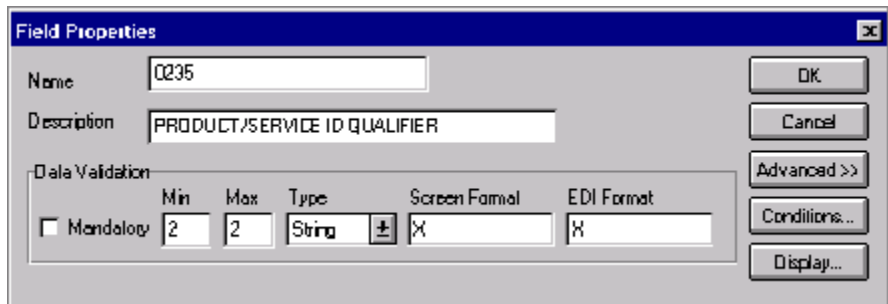 Field Properties
Name 0235 OK
Description PRODUCT/SERVICE ID QUALIFIER Cancel
Data Validation Advanced >>
Min Max Type Screen Format EDI Format
Mandatory 2 2 String X X Conditions...
Display...